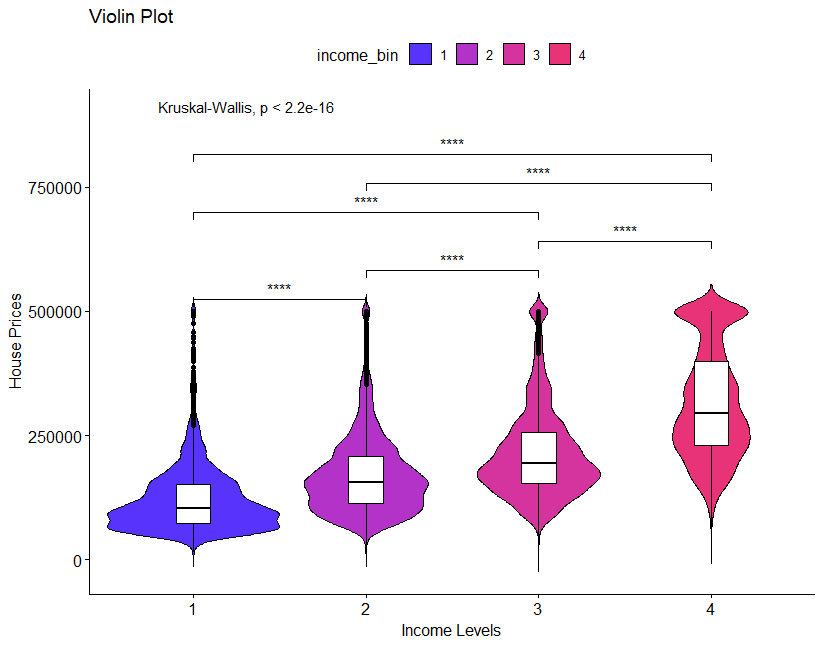 Violin Plot
income_bin 1 2 3 4
Kruskal-Wallis, p < 2.2e-16
****
****
****
****
****
****
750000
500000
250000
0
House Prices
1 2 3 4
Income Levels